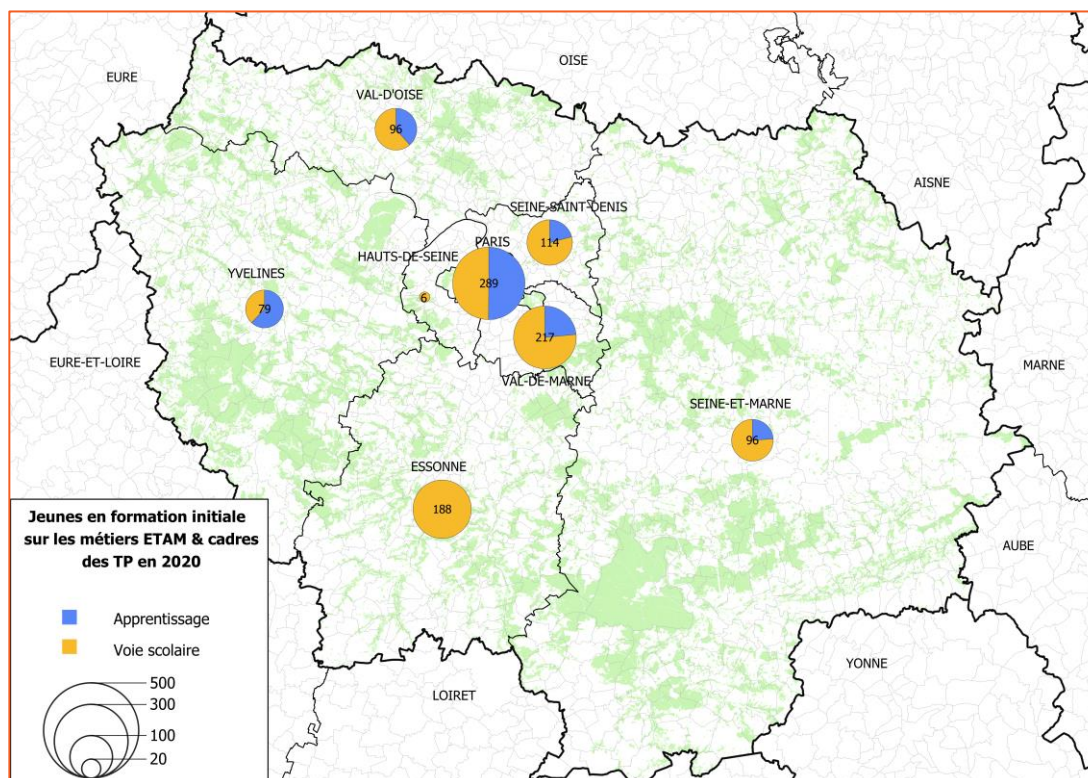 OISE
EURE
VAL-D'OISE
96
AISNE
SEINE-SAINT-DENIS
114
PARIS
289
HAUTS-DE-SEINE
6
YVELINES
79
217
VAL-DE-MARNE
EURE-ET-LOIRE
MARNE
SEINE-ET-MARNE
96
ESSONNE
188
AUBE
YONNE
LOIRET
Jeunes en formation initiale
sur les métiers ETAM & cadres
des TP en 2020
Apprentissage
Voie scolaire
500
300
100
20